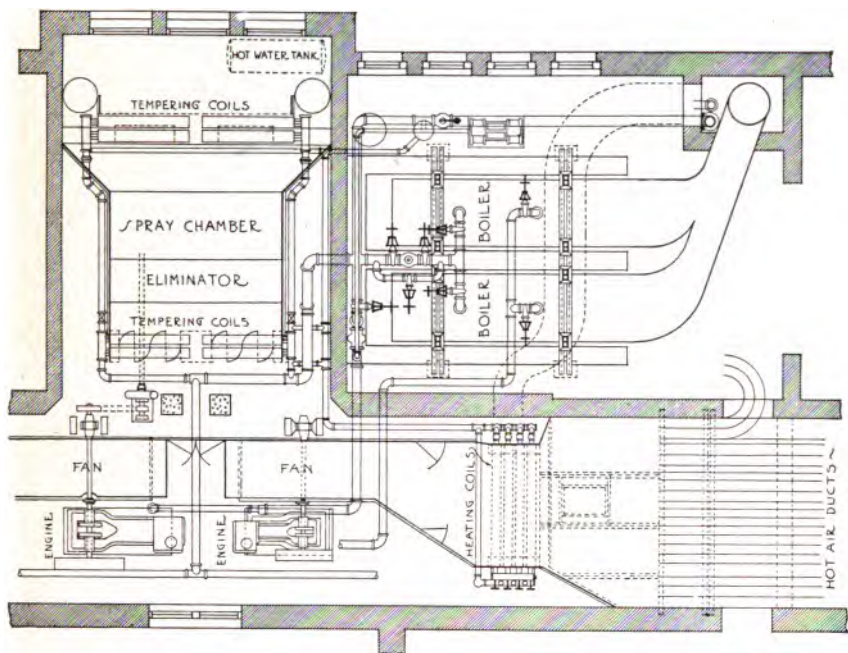 HOT WATER TANK
TEMPERING COILS
SPRAY CHAMBER
ELIMINATOR
TEMPERING COILS
BOILER
BOILER
FAN
FAN
ENGINE
ENGINE
HEATING COILS
HOT AIR DUCTS